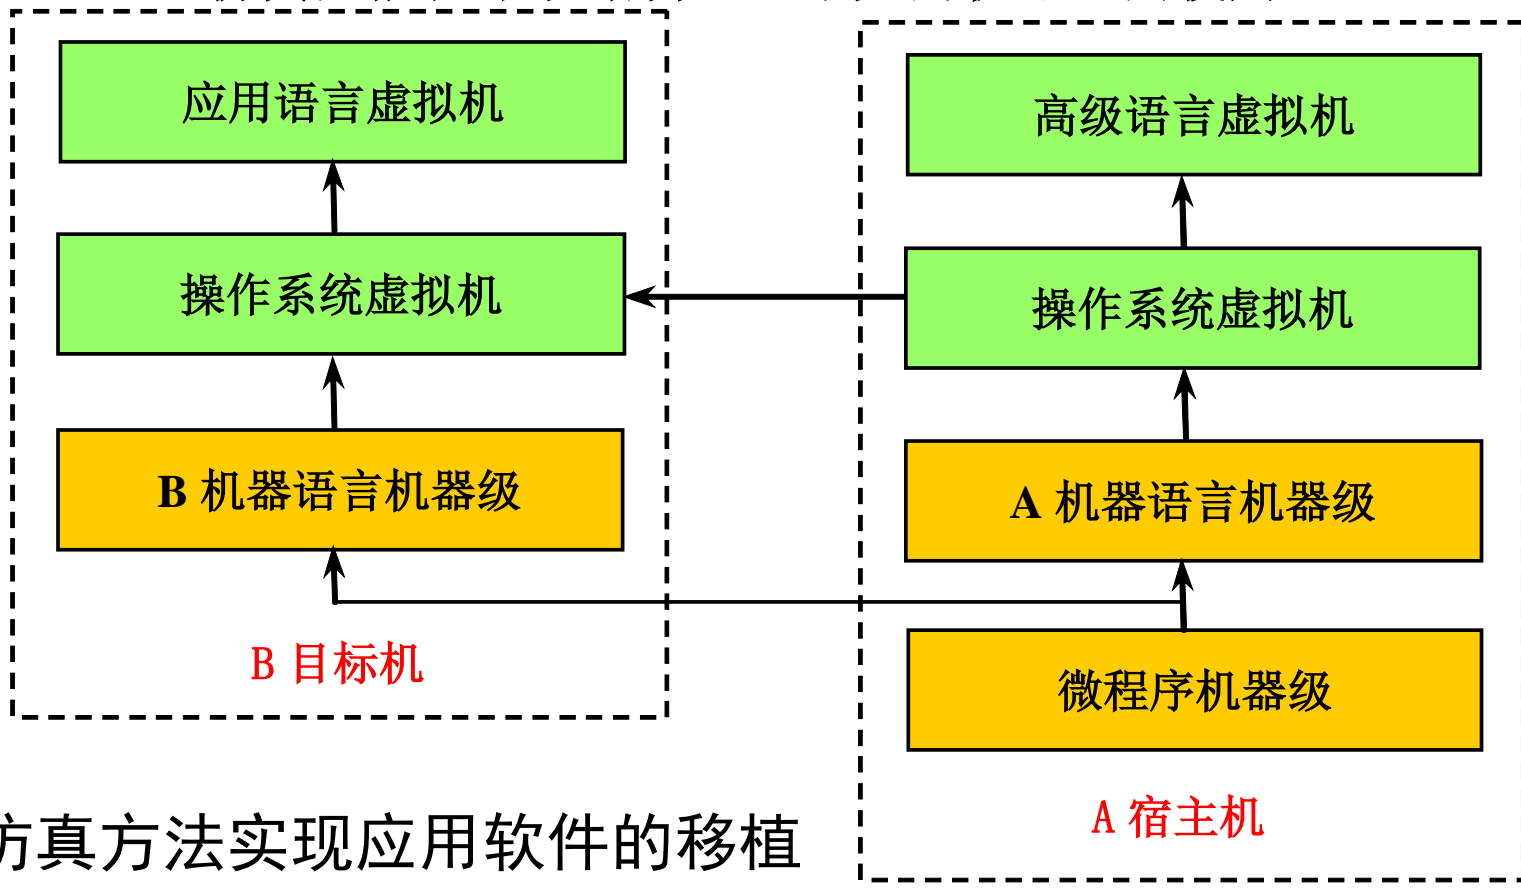 应用语言虚拟机
高级语言虚拟机
操作系统虚拟机
操作系统虚拟机
B 机器语言机器级
A 机器语言机器级
B 目标机
微程序机器级
A 宿主机
仿真方法实现应用软件的移植